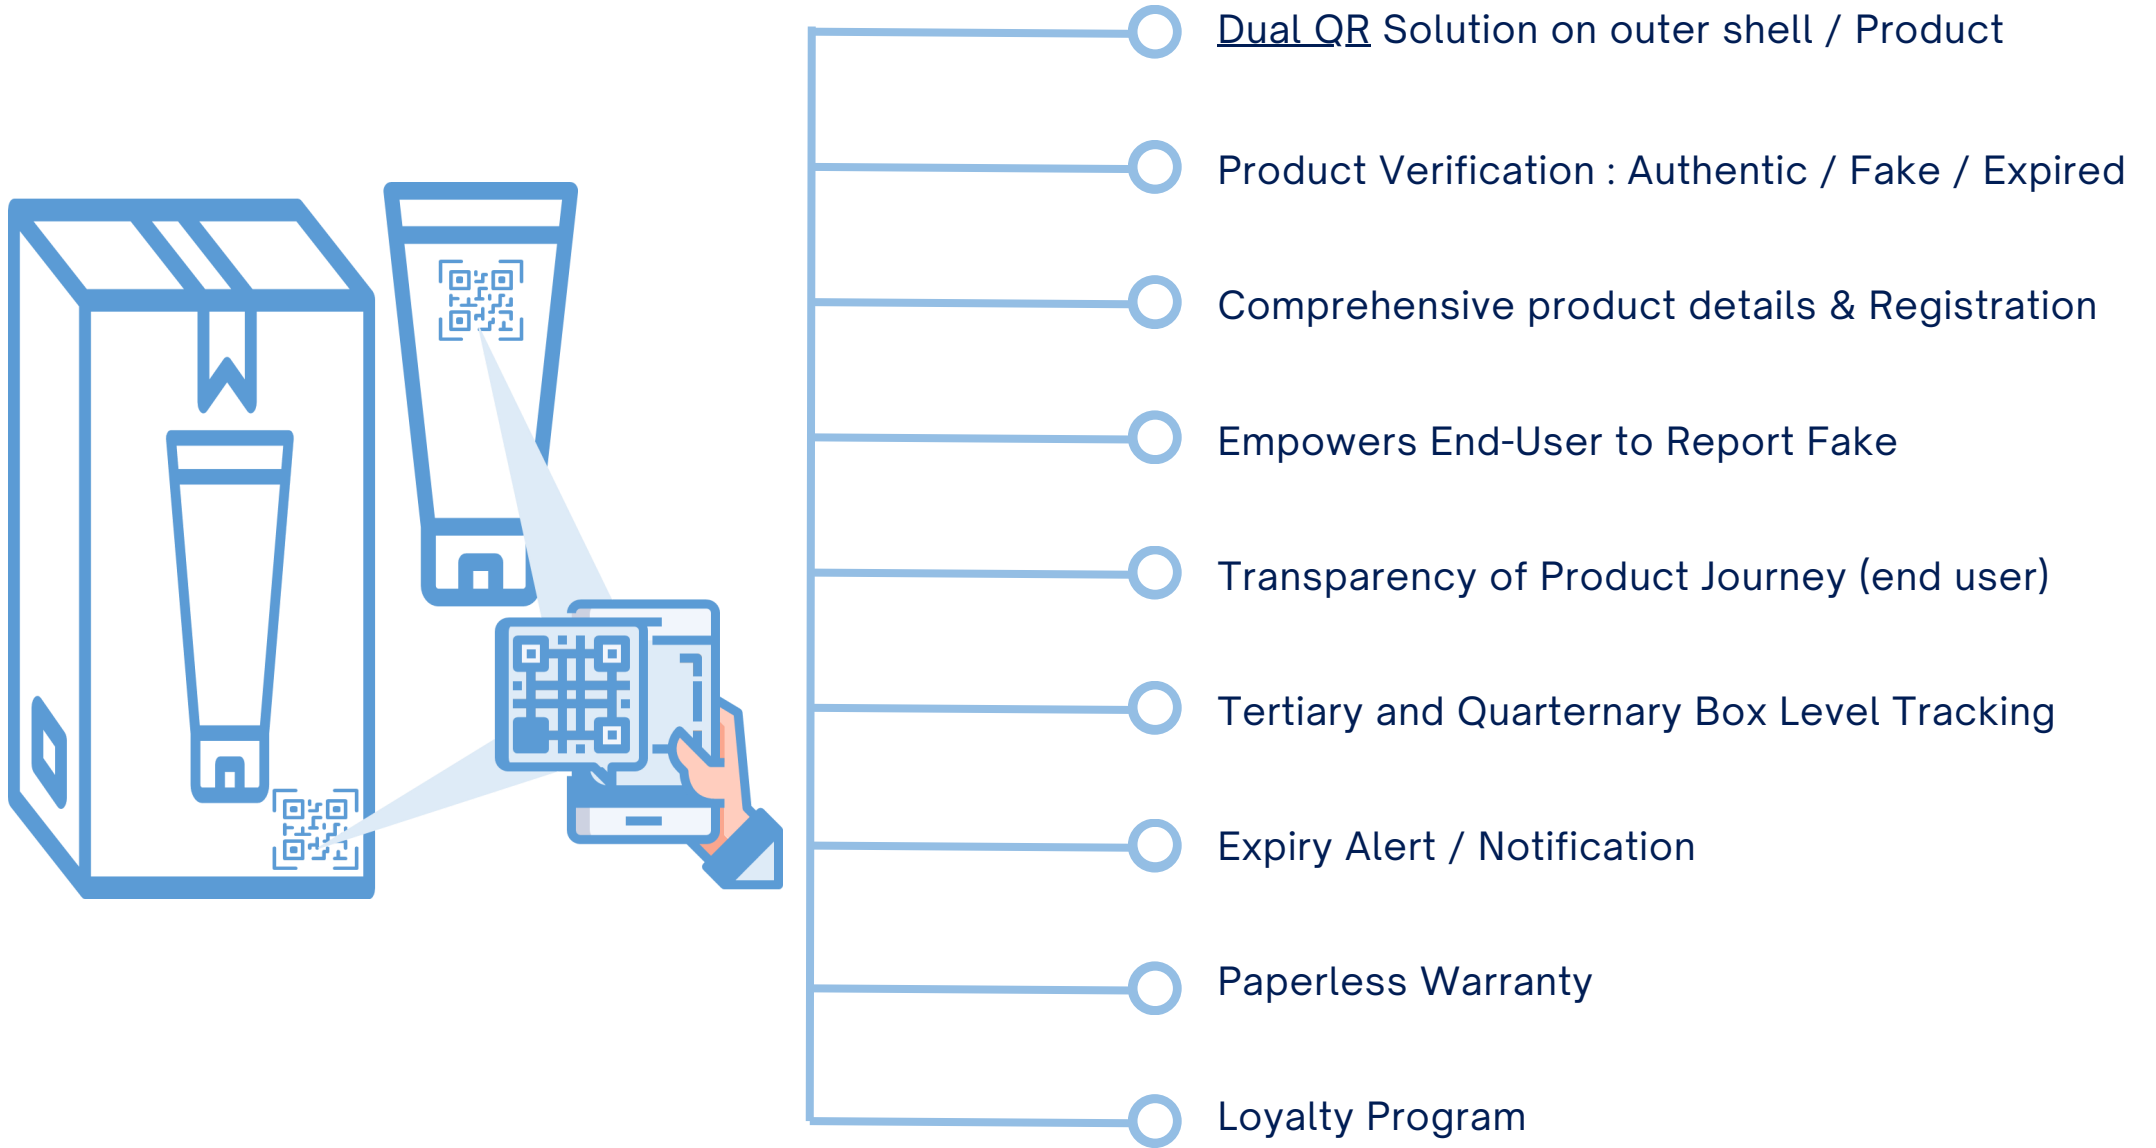 Dual QR Solution on outer shell / Product
Product Verification : Authentic / Fake / Expired
Comprehensive product details & Registration
Empowers End-User to Report Fake
Transparency of Product Journey (end user)
Tertiary and Quarternary Box Level Tracking
Expiry Alert / Notification
Paperless Warranty
Loyalty Program